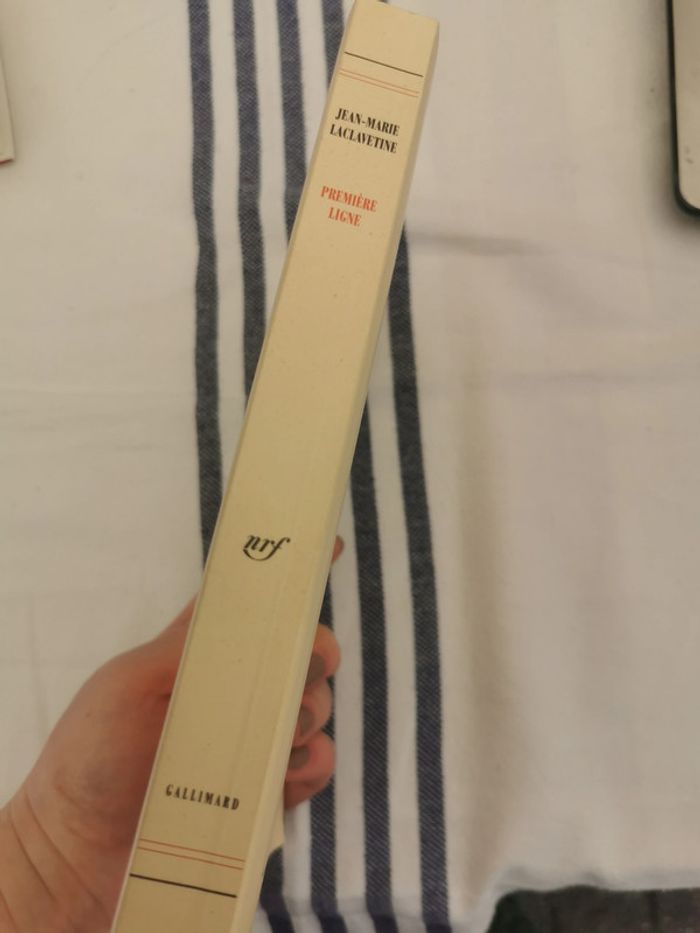 JEAN-MARIE
LACLAVETINE
PREMIÈRE
LIGNE
nrf
GALLIMARD